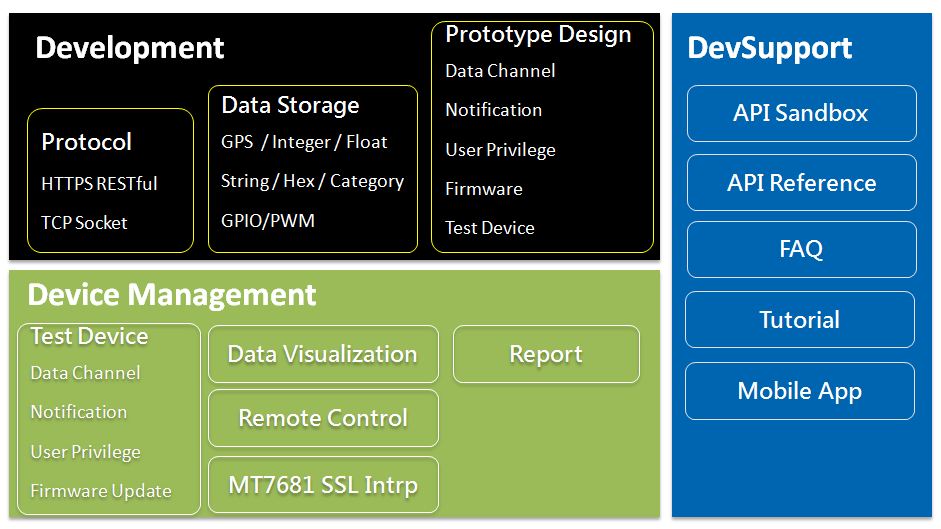 Development
Protocol
HTTPS RESTful
TCP Socket
Data Storage
GPS / Integer / Float
String / Hex / Category
GPIO/PWM
Prototype Design
Data Channel
Notification
User Privilege
Firmware
Test Device
Device Management
Test Device
Data Channel
Notification
User Privilege
Firmware Update
Data Visualization
Remote Control
MT7681 SSL Intrp
Report
DevSupport
API Sandbox
API Reference
FAQ
Tutorial
Mobile App